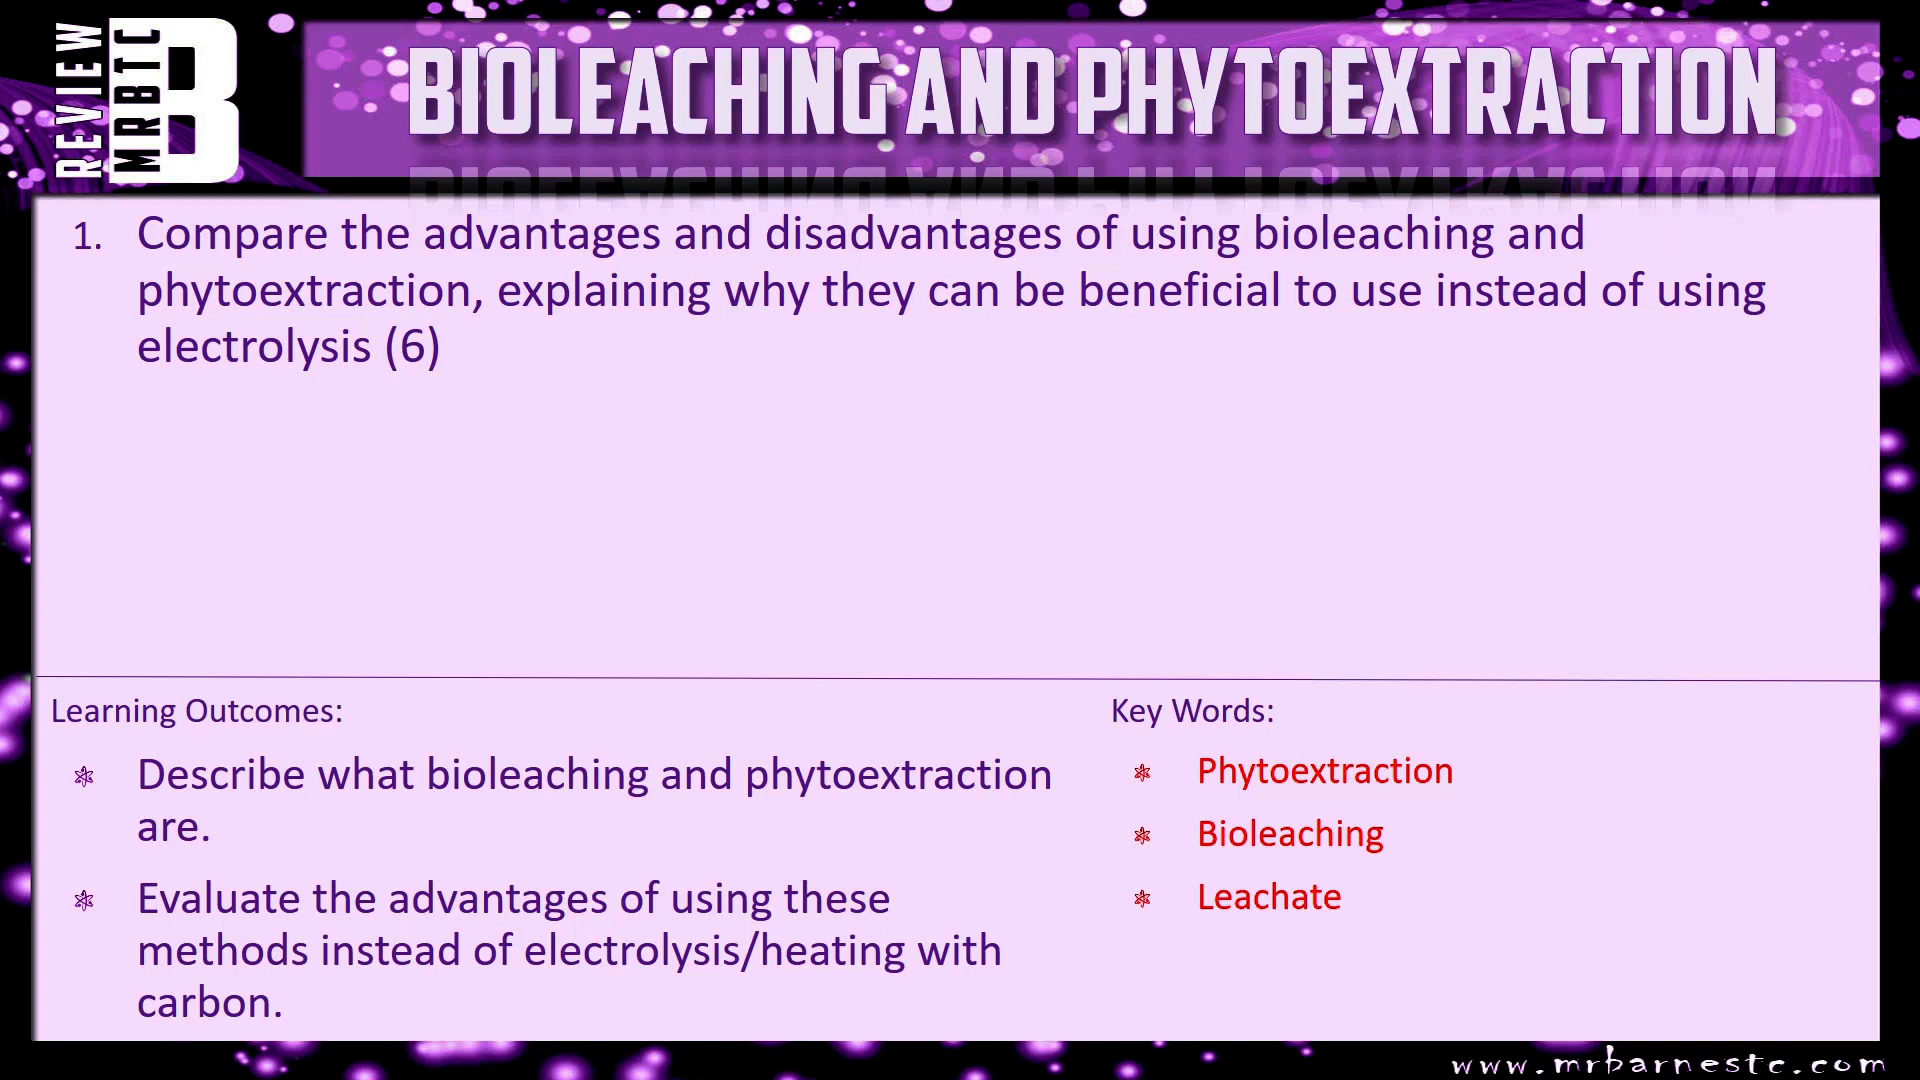 REVIEW
MRBTC
B
BIOLEACHING AND PHYTOEXTRACTION
1. Compare the advantages and disadvantages of using bioleaching and
phytoextraction, explaining why they can be beneficial to use instead of using
electrolysis (6)
Learning Outcomes:
Describe what bioleaching and phytoextraction
are.
Evaluate the advantages of using these
methods instead of electrolysis/heating with
carbon.
Key Words:
Phytoextraction
Bioleaching
Leachate
www.mrbarnestc.com